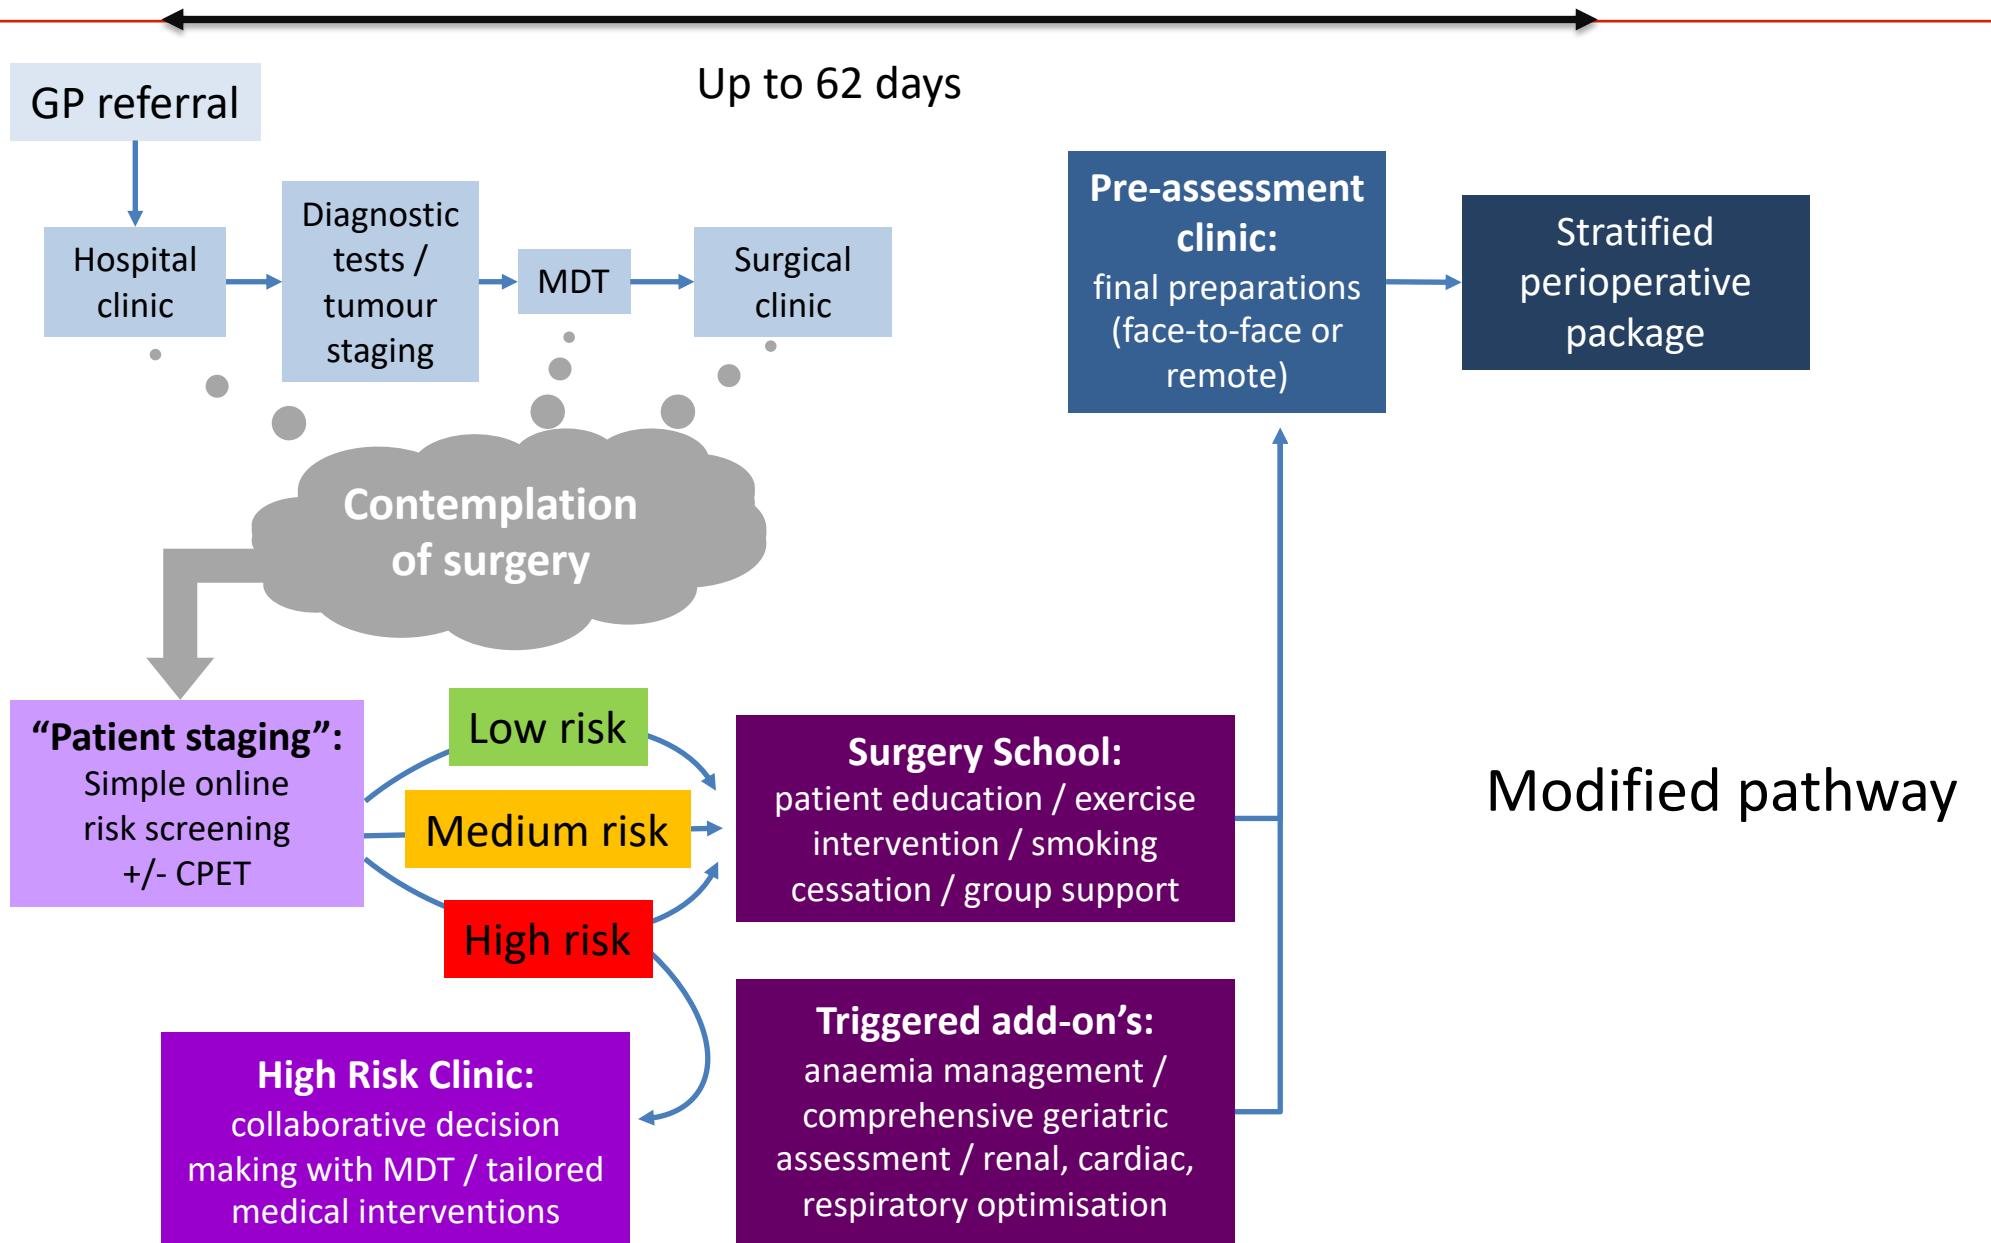 Up to 62 days
GP referral
Hospital
clinic
Diagnostic
tests /
tumour
staging
MDT
Surgical
clinic
Pre-assessment
clinic:
final preparations
(face-to-face or
remote)
Stratified
perioperative
package
Contemplation
of surgery
“Patient staging”:
Simple online
risk screening
+/- CPET
Low risk
Medium risk
High risk
Surgery School:
patient education / exercise
intervention / smoking
cessation / group support
Modified pathway
High Risk Clinic:
collaborative decision
making with MDT / tailored
medical interventions
Triggered add-on’s:
anaemia management /
comprehensive geriatric
assessment / renal, cardiac,
respiratory optimisation